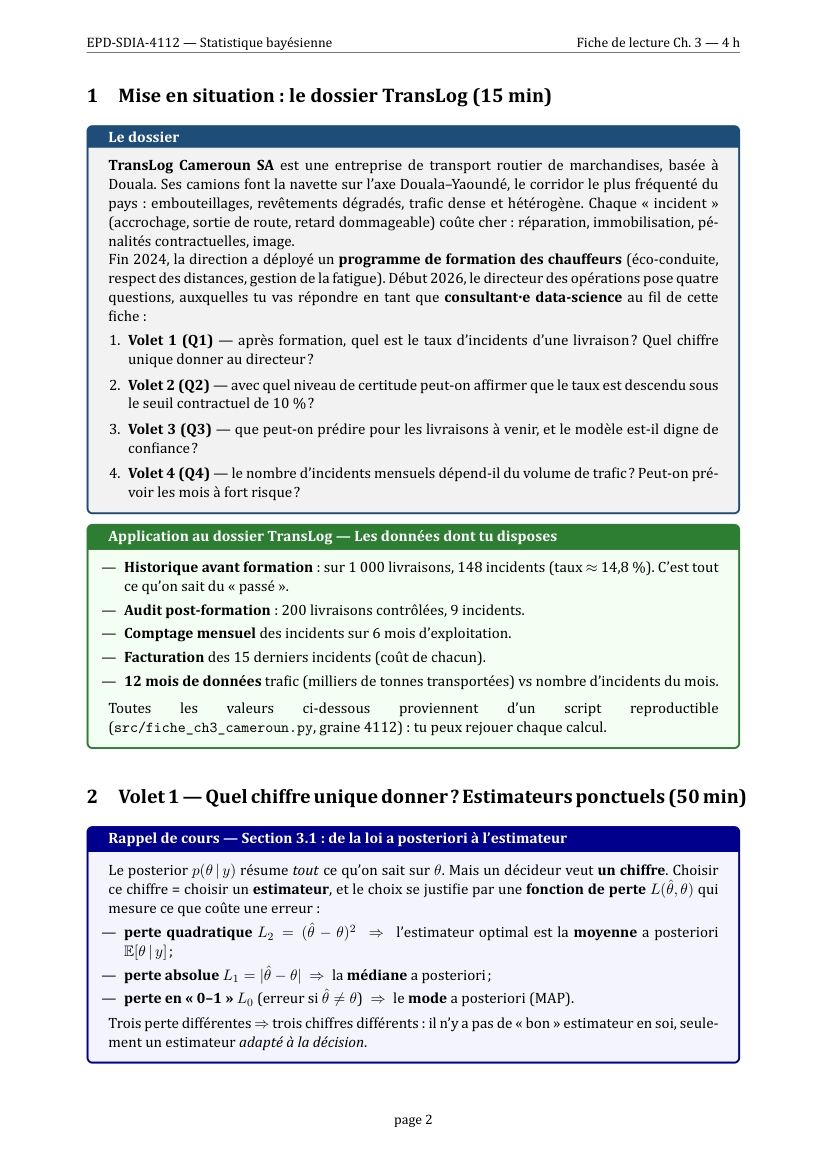 EPD-SDIA-4112 — Statistique bayésienne
Fiche de lecture Ch. 3 — 4 h
1 Mise en situation : le dossier TransLog (15 min)
Le dossier
TransLog Cameroun SA est une entreprise de transport routier de marchandises, basée à
Douala. Ses camions font la navette sur l'axe Douala–Yaoundé, le corridor le plus fréquenté du
pays : embouteillages, revêtements dégradés, trafic dense et hétérogène. Chaque « incident »
(accrochage, sortie de route, retard dommageable) coûte cher : réparation, immobilisation, pé-
nalités contractuelles, image.
Fin 2024, la direction a déployé un programme de formation des chauffeurs (éco-conduite,
respect des distances, gestion de la fatigue). Début 2026, le directeur des opérations pose quatre
questions, auxquelles tu vas répondre en tant que consultant·e data-science au fil de cette
fiche :
1. Volet 1 (Q1) — après formation, quel est le taux d'incidents d'une livraison ? Quel chiffre
unique donner au directeur ?
2. Volet 2 (Q2) — avec quel niveau de certitude peut-on affirmer que le taux est descendu sous
le seuil contractuel de 10 % ?
3. Volet 3 (Q3) — que peut-on prédire pour les livraisons à venir, et le modèle est-il digne de
confiance ?
4. Volet 4 (Q4) — le nombre d'incidents mensuels dépend-il du volume de trafic ? Peut-on pré-
voir les mois à fort risque ?
Application au dossier TransLog — Les données dont tu disposes
— Historique avant formation : sur 1 000 livraisons, 148 incidents (taux ≈ 14,8 %). C'est tout
ce qu'on sait du « passé ».
— Audit post-formation : 200 livraisons contrôlées, 9 incidents.
— Comptage mensuel des incidents sur 6 mois d'exploitation.
— Facturation des 15 derniers incidents (coût de chacun).
— 12 mois de données trafic (milliers de tonnes transportées) vs nombre d'incidents du mois.
Toutes les valeurs ci-dessous proviennent d'un script reproductible
(src/fiche_ch3_cameroun.py, graine 4112) : tu peux rejouer chaque calcul.
2 Volet 1 — Quel chiffre unique donner ? Estimateurs ponctuels (50 min)
Rappel de cours — Section 3.1 : de la loi a posteriori à l'estimateur
Le posterior p(θ | y) résume tout ce qu'on sait sur θ. Mais un décideur veut un chiffre. Choisir
ce chiffre = choisir un estimateur, et le choix se justifie par une fonction de perte L(θ̂, θ) qui
mesure ce que coûte une erreur :
— perte quadratique L₂ = (θ̂ − θ)² ⇒ l'estimateur optimal est la moyenne a posteriori
𝔼[θ | y] ;
— perte absolue L₁ = |θ̂ − θ| ⇒ la médiane a posteriori ;
— perte en « 0–1 » L₀ (erreur si θ̂ ≠ θ) ⇒ le mode a posteriori (MAP).
Trois perte différentes ⇒ trois chiffres différents : il n'y a pas de « bon » estimateur en soi, seule-
ment un estimateur adapté à la décision.
page 2